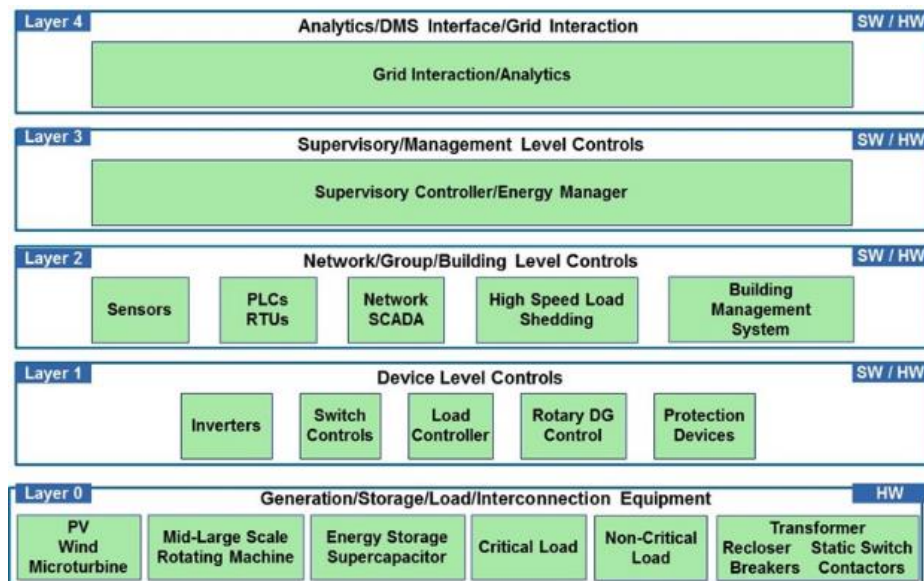 Layer 4
Analytics/DMS Interface/Grid Interaction
SW / HW
Grid Interaction/Analytics
Layer 3
Supervisory/Management Level Controls
SW / HW
Supervisory Controller/Energy Manager
Layer 2
Network/Group/Building Level Controls
SW / HW
Sensors
PLCs
RTUs
Network
SCADA
High Speed Load
Shedding
Building
Management
System
Layer 1
Device Level Controls
SW / HW
Inverters
Switch
Controls
Load
Controller
Rotary DG
Control
Protection
Devices
Layer 0
Generation/Storage/Load/Interconnection Equipment
HW
PV
Wind
Microturbine
Mid-Large Scale
Rotating Machine
Energy Storage
Supercapacitor
Critical Load
Non-Critical
Load
Transformer
Recloser Static Switch
Breakers Contactors